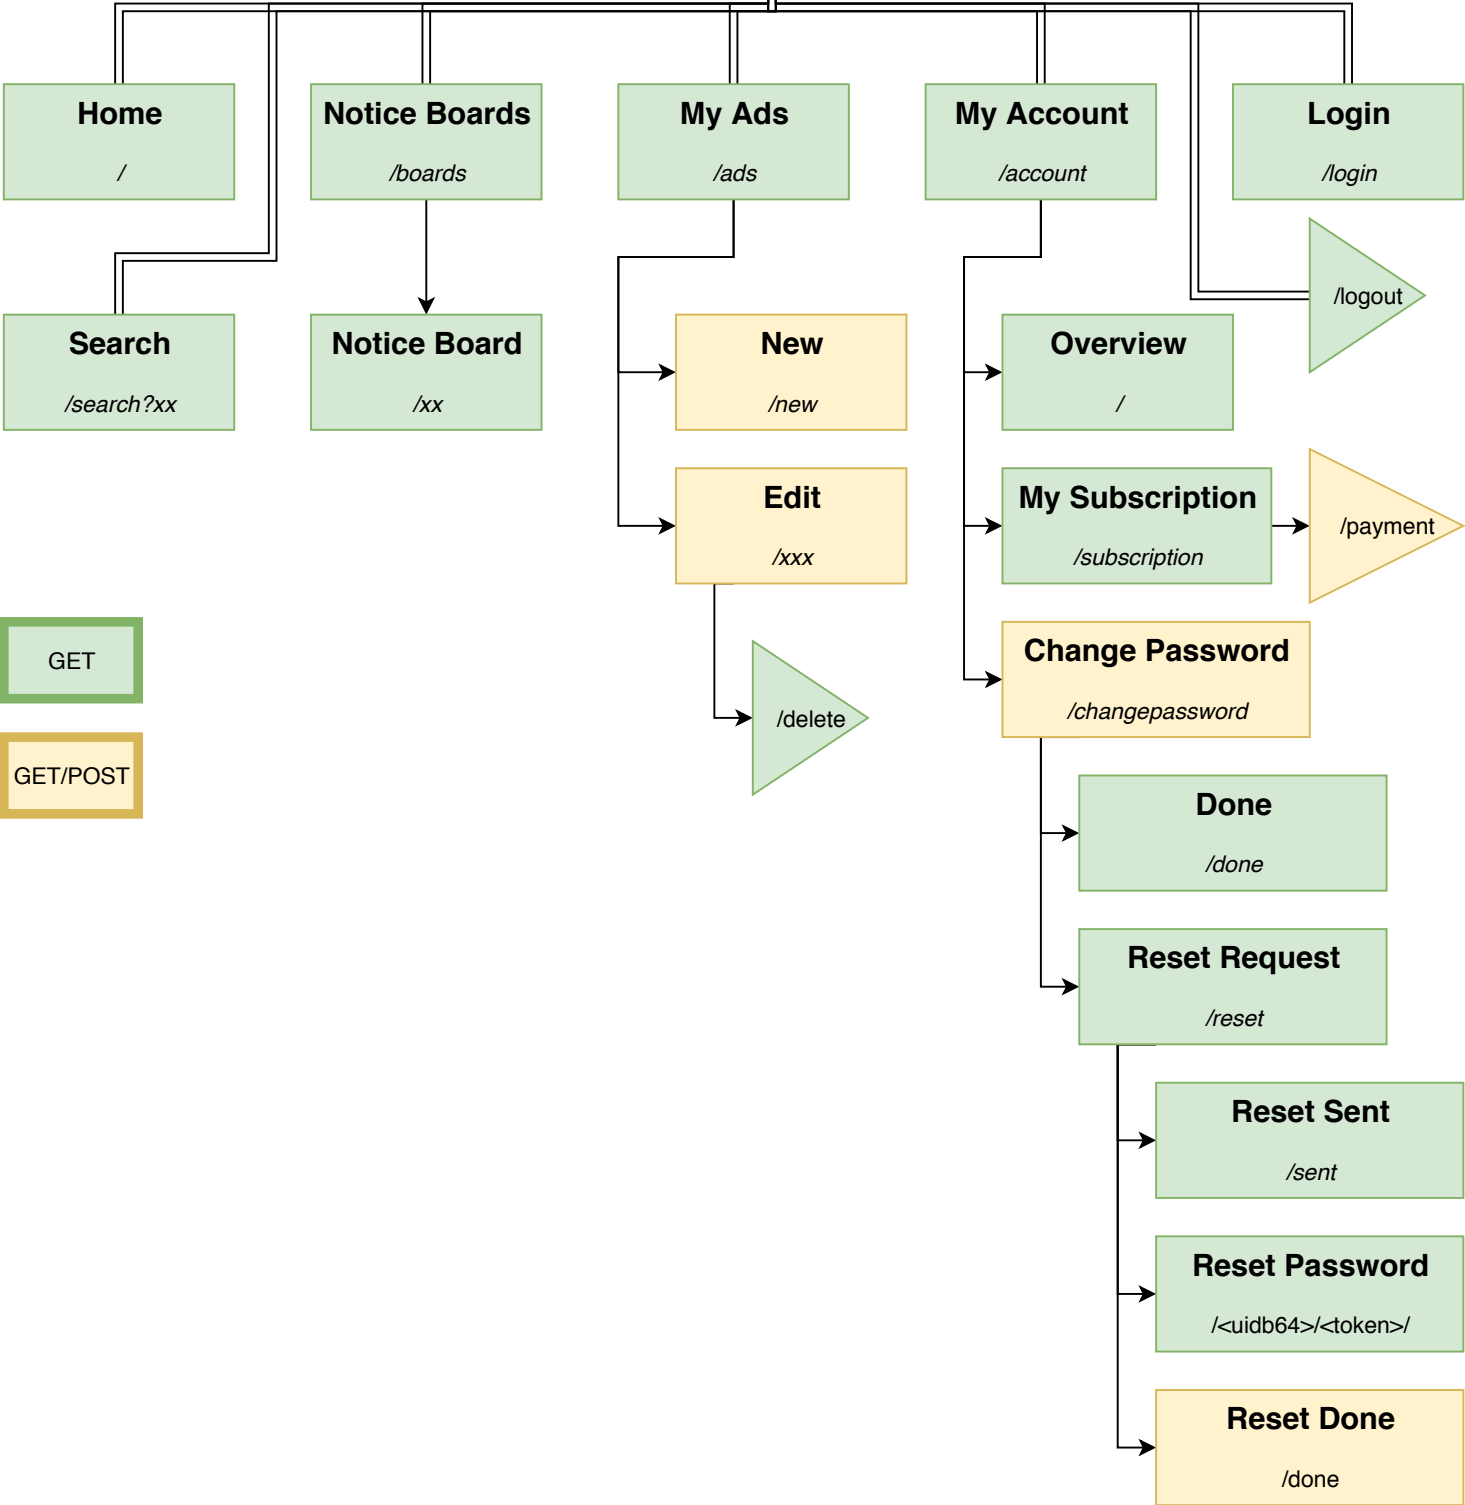 Home
/
Notice Boards
/boards
My Ads
/ads
My Account
/account
Login
/login
/logout
Search
/search?xx
Notice Board
/xx
New
/new
Overview
/
Edit
/xxx
My Subscription
/subscription
/payment
GET
Change Password
/changepassword
/delete
GET/POST
Done
/done
Reset Request
/reset
Reset Sent
/sent
Reset Password
/<uidb64>/<token>/
Reset Done
/done